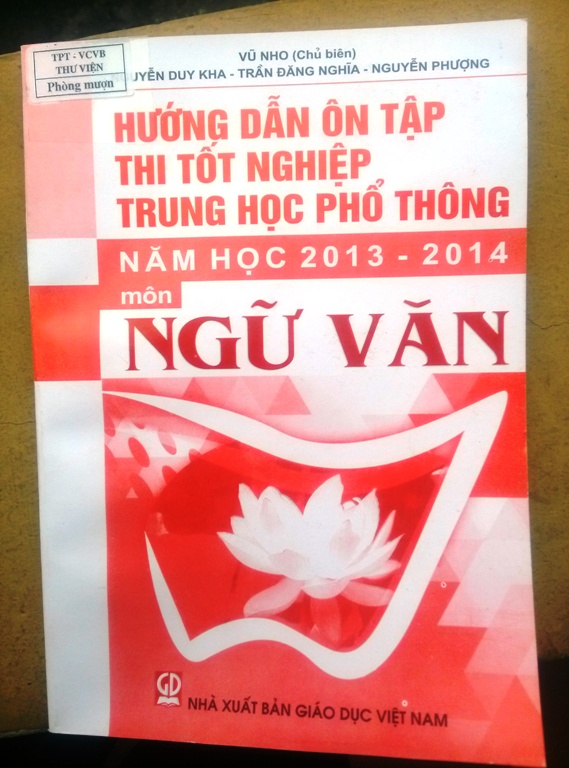 TPT - VCVB
THƯ VIỆN
Phòng mượn
VŨ NHO (Chủ biên)
DUY KHA - TRẦN ĐĂNG NGHĨA - NGUYỄN PHƯỢNG
HƯỚNG DẪN ÔN TẬP
THI TỐT NGHIỆP
TRUNG HỌC PHỔ THÔNG
NĂM HỌC 2013 - 2014
môn
NGỮ VĂN
GD
NHÀ XUẤT BẢN GIÁO DỤC VIỆT NAM